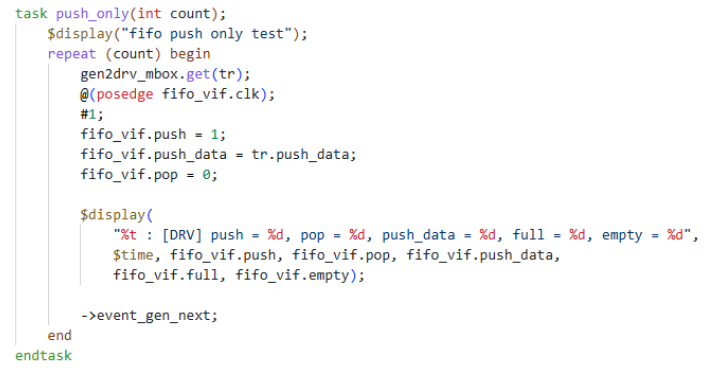 task push_only(int count);
    $display("fifo push only test");
    repeat (count) begin
        gen2drv_mbox.get(tr);
        @(posedge fifo_vif.clk);
        #1;
        fifo_vif.push = 1;
        fifo_vif.push_data = tr.push_data;
        fifo_vif.pop = 0;

        $display(
            "%t : [DRV] push = %d, pop = %d, push_data = %d, full = %d, empty = %d",
            $time, fifo_vif.push, fifo_vif.pop, fifo_vif.push_data,
            fifo_vif.full, fifo_vif.empty);

        ->event_gen_next;
    end
endtask